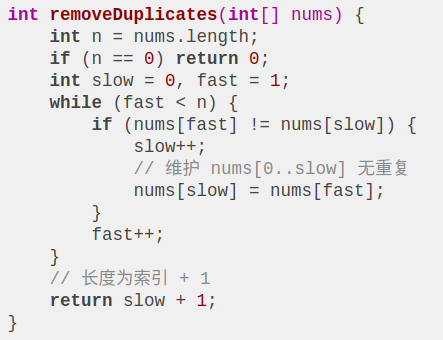 int removeDuplicates(int[] nums) {
    int n = nums.length;
    if (n == 0) return 0;
    int slow = 0, fast = 1;
    while (fast < n) {
        if (nums[fast] != nums[slow]) {
            slow++;
            // 维护 nums[0..slow] 无重复
            nums[slow] = nums[fast];
        }
        fast++;
    }
    // 长度为索引 + 1
    return slow + 1;
}